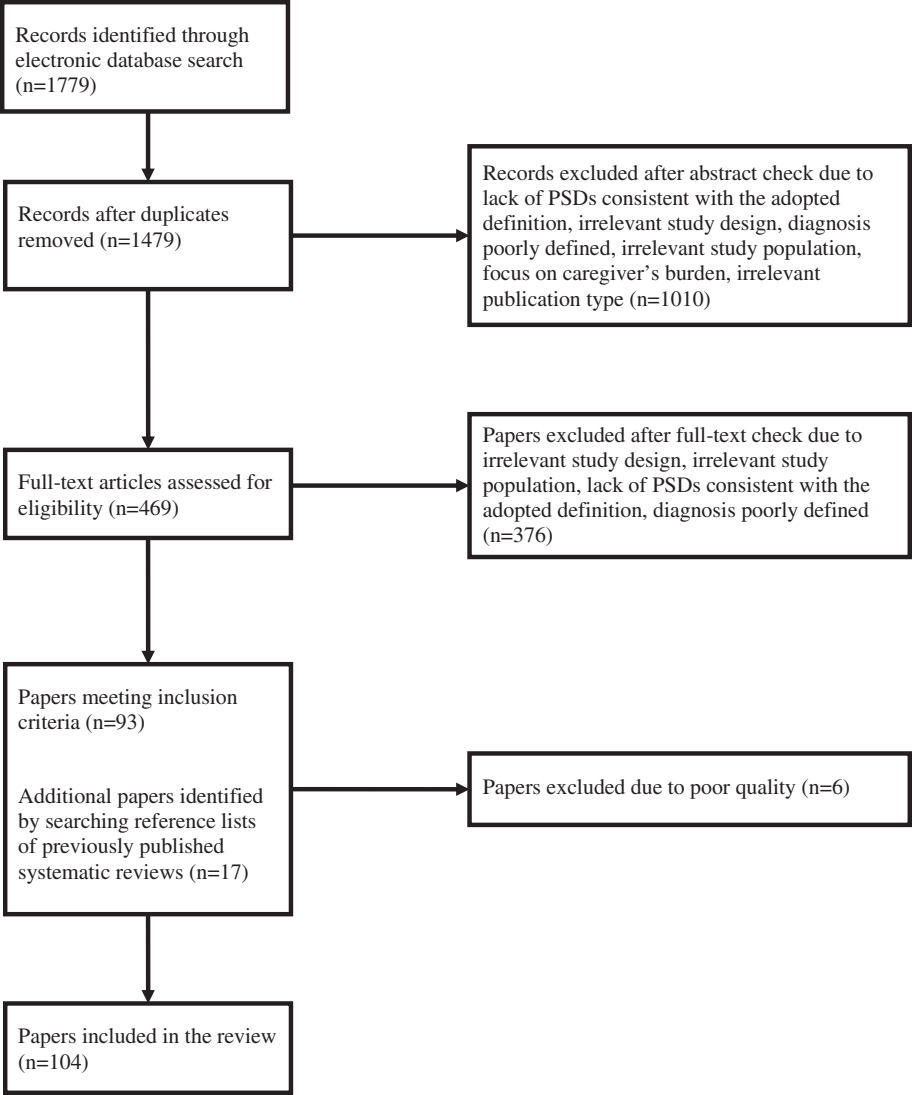 Records identified through
electronic database search
(n=1779)
Records after duplicates
removed (n=1479)
Records excluded after abstract check due to
lack of PSDs consistent with the adopted
definition, irrelevant study design, diagnosis
poorly defined, irrelevant study population,
focus on caregiver's burden, irrelevant
publication type (n=1010)
Full-text articles assessed for
eligibility (n=469)
Papers excluded after full-text check due to
irrelevant study design, irrelevant study
population, lack of PSDs consistent with the
adopted definition, diagnosis poorly defined
(n=376)
Papers meeting inclusion
criteria (n=93)
Additional papers identified
by searching reference lists
of previously published
systematic reviews (n=17)
Papers excluded due to poor quality (n=6)
Papers included in the review
(n=104)